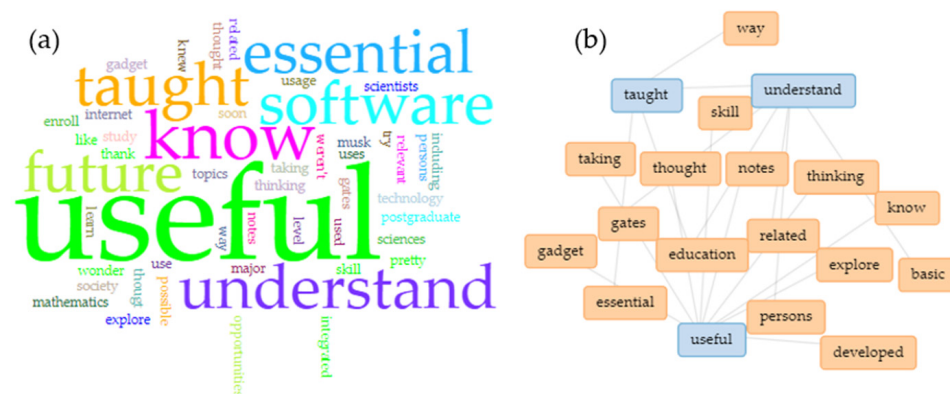 (a)
related
thought
knew
essential
gadget
taught
usage
scientists
software
internet
soon
enroll
know
like
study
thank
weren't
musk
uses
try
relevant
persons
including
future
topics
taking
thinking
gates
technology
useful
postgraduate
learn
way
notes
level
used
sciences
pretty
wonder
thoug
use
major
skill
society
possible
understand
mathematics
explore
opportunities
integrated
(b)
way
taught
understand
skill
taking
thought
notes
thinking
know
gates
related
gadget
education
explore
basic
essential
persons
useful
developed